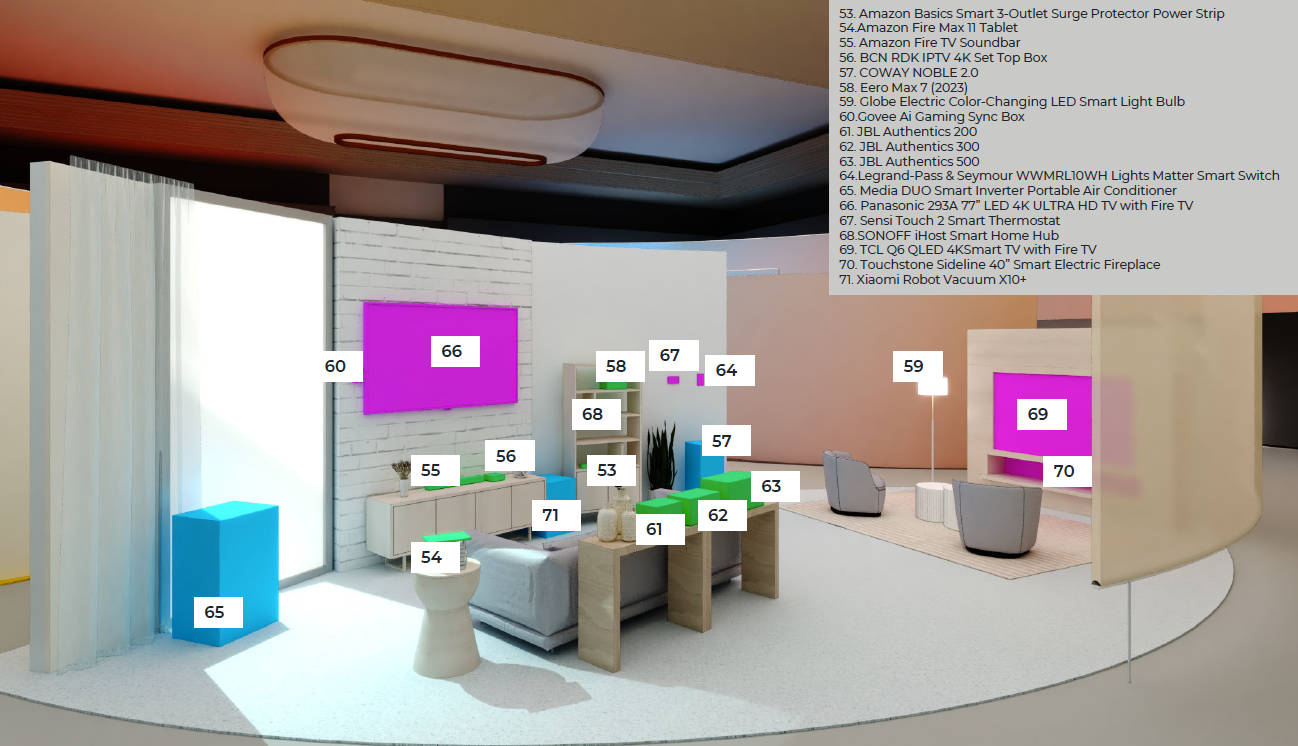 53. Amazon Basics Smart 3-Outlet Surge Protector Power Strip
54.Amazon Fire Max 11 Tablet
55. Amazon Fire TV Soundbar
56. BCN RDK IPTV 4K Set Top Box
57. COWAY NOBLE 2.0
58. Eero Max 7 (2023)
59. Globe Electric Color-Changing LED Smart Light Bulb
60.Govee Ai Gaming Sync Box
61. JBL Authentics 200
62. JBL Authentics 300
63. JBL Authentics 500
64.Legrand-Pass & Seymour WWMRL10WH Lights Matter Smart Switch
65. Media DUO Smart Inverter Portable Air Conditioner
66. Panasonic 293A 77” LED 4K ULTRA HD TV with Fire TV
67. Sensi Touch 2 Smart Thermostat
68.SONOFF iHost Smart Home Hub
69. TCL Q6 QLED 4KSmart TV with Fire TV
70. Touchstone Sideline 40” Smart Electric Fireplace
71. Xiaomi Robot Vacuum X10+
66
67
60
58
64
59
68
69
57
56
55
53
70
63
71
62
61
54
65